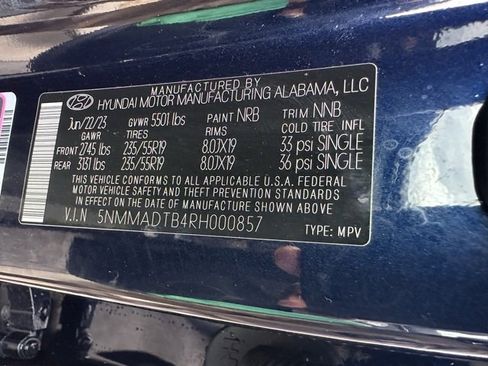 MANUFACTURED BY
HYUNDAI MOTOR MANUFACTURING ALABAMA, LLC
Jun/22/23 GVWR 5501 lbs PAINT NRB TRIM NNB
GAWR TIRES RIMS COLD TIRE INFL
FRONT 2745 lbs 235/55R19 8.0JX19 33 psi SINGLE
REAR 3131 lbs 235/55R19 8.0JX19 36 psi SINGLE
THIS VEHICLE CONFORMS TO ALL APPLICABLE U.S.A. FEDERAL
MOTOR VEHICLE SAFETY AND THEFT PREVENTION STANDARDS
IN EFFECT ON THE DATE OF MANUFACTURE SHOWN ABOVE.
V.I.N 5NMMADTB4RH000857
TYPE: MPV